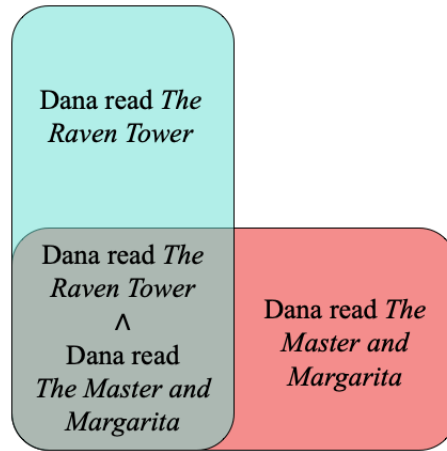 Dana read The
Raven Tower
Dana read The
Raven Tower
∧
Dana read
The Master and
Margarita
Dana read The
Master and
Margarita